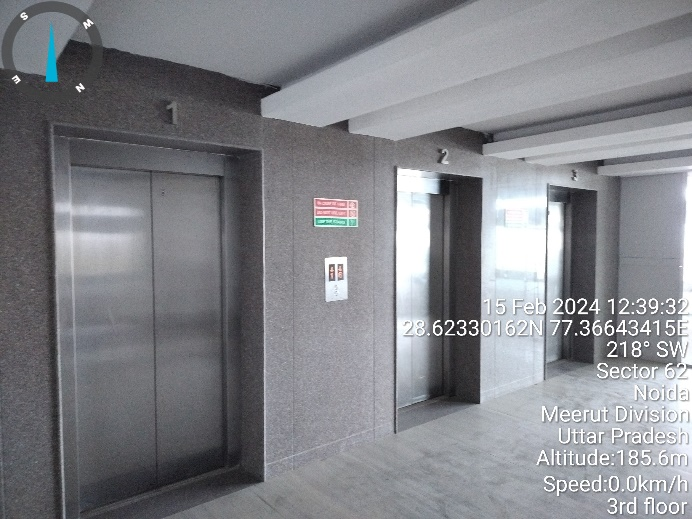 S
W
E
N
1
2
3
15 Feb 2024 12:39:32
28.62330162N 77.36643415E
218° SW
Sector 62
Noida
Meerut Division
Uttar Pradesh
Altitude:185.6m
Speed:0.0km/h
3rd floor